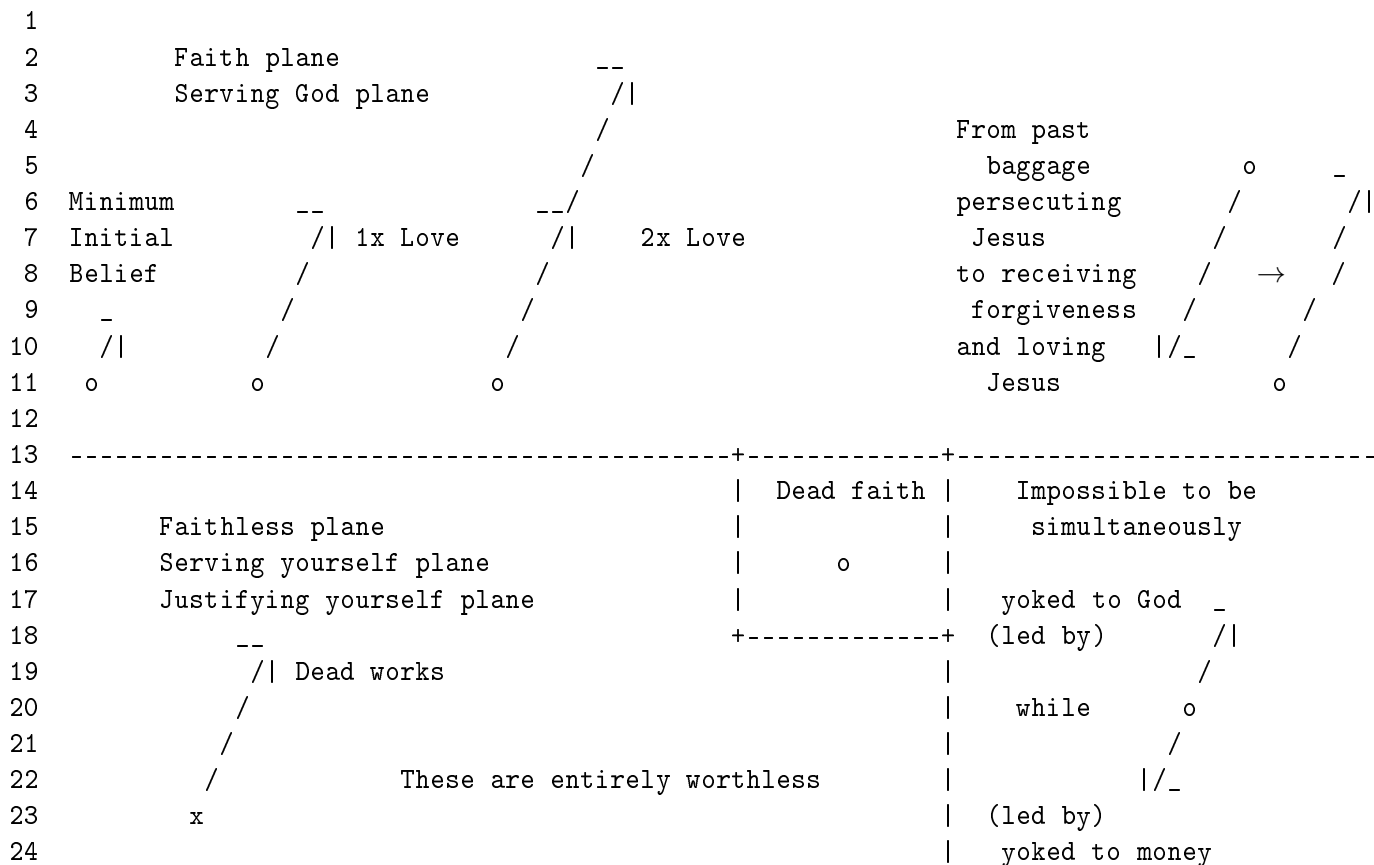 1
2 Faith plane __
3 Serving God plane /|
4 / From past
5 / baggage o _
6 Minimum __ __/ persecuting / /|
7 Initial /| 1x Love /| 2x Love Jesus / /
8 Belief / / to receiving / → /
9 _ / / forgiveness / /
10 /| / / and loving |/_ /
11 o o o Jesus o
12
13 --------------------------------------------+-------------+----------------------------
14 | Dead faith | Impossible to be
15 Faithless plane | | simultaneously
16 Serving yourself plane | o |
17 Justifying yourself plane | | yoked to God _
18 __ +-------------+ (led by) /|
19 /| Dead works | /
20 / | while o
21 / | /
22 / These are entirely worthless | |/_
23 x | (led by)
24 | yoked to money